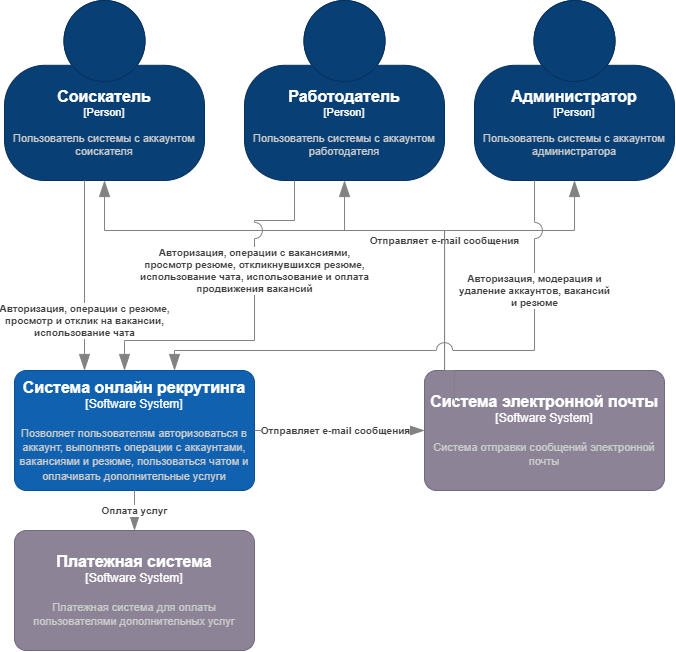 Соискатель
[Person]
Пользователь системы с аккаунтом
соискателя
Работодатель
[Person]
Пользователь системы с аккаунтом
работодателя
Администратор
[Person]
Пользователь системы с аккаунтом
администратора
Отправляет e-mail сообщения
Авторизация, операции с вакансиями,
просмотр резюме, откликнувшихся резюме,
использование чата, использование и оплата
продвижения вакансий
Авторизация, модерация и
удаление аккаунтов, вакансий
и резюме
Авторизация, операции с резюме,
просмотр и отклик на вакансии,
использование чата
Система онлайн рекрутинга
[Software System]
Позволяет пользователям авторизоваться в
аккаунт, выполнять операции с аккаунтами,
вакансиями и резюме, пользоваться чатом и
оплачивать дополнительные услуги
Отправляет e-mail сообщения
Система электронной почты
[Software System]
Система отправки сообщений электронной
почты
Оплата услуг
Платежная система
[Software System]
Платежная система для оплаты
пользователями дополнительных услуг